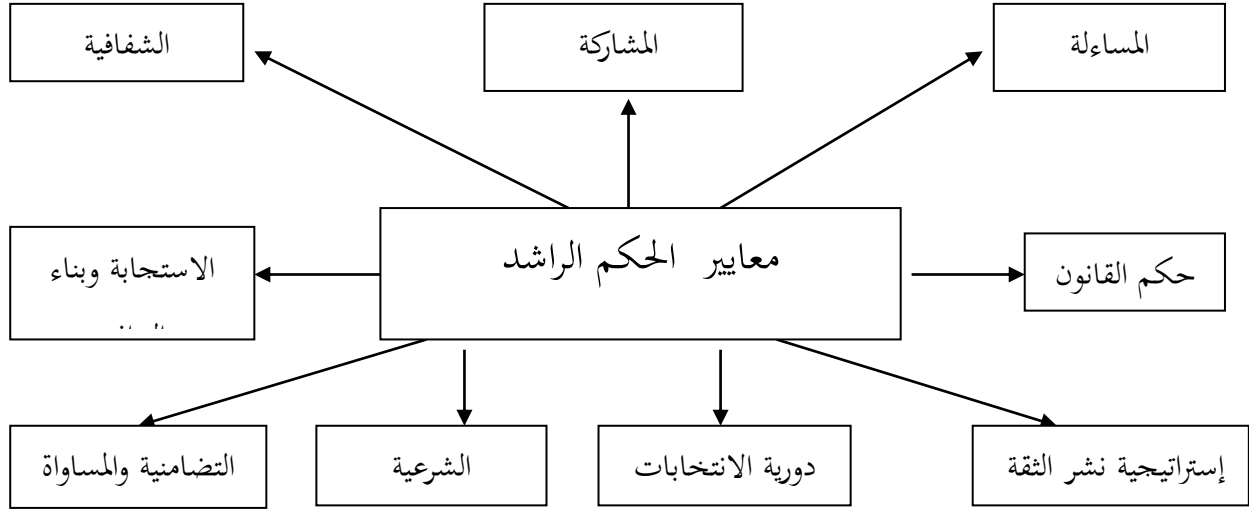 المساءلة
المشاركة
الشفافية
معايير الحكم الراشد
حكم القانون
الاستجابة وبناء
إستراتيجية نشر الثقة
دورية الانتخابات
الشرعية
التضامنية والمساواة